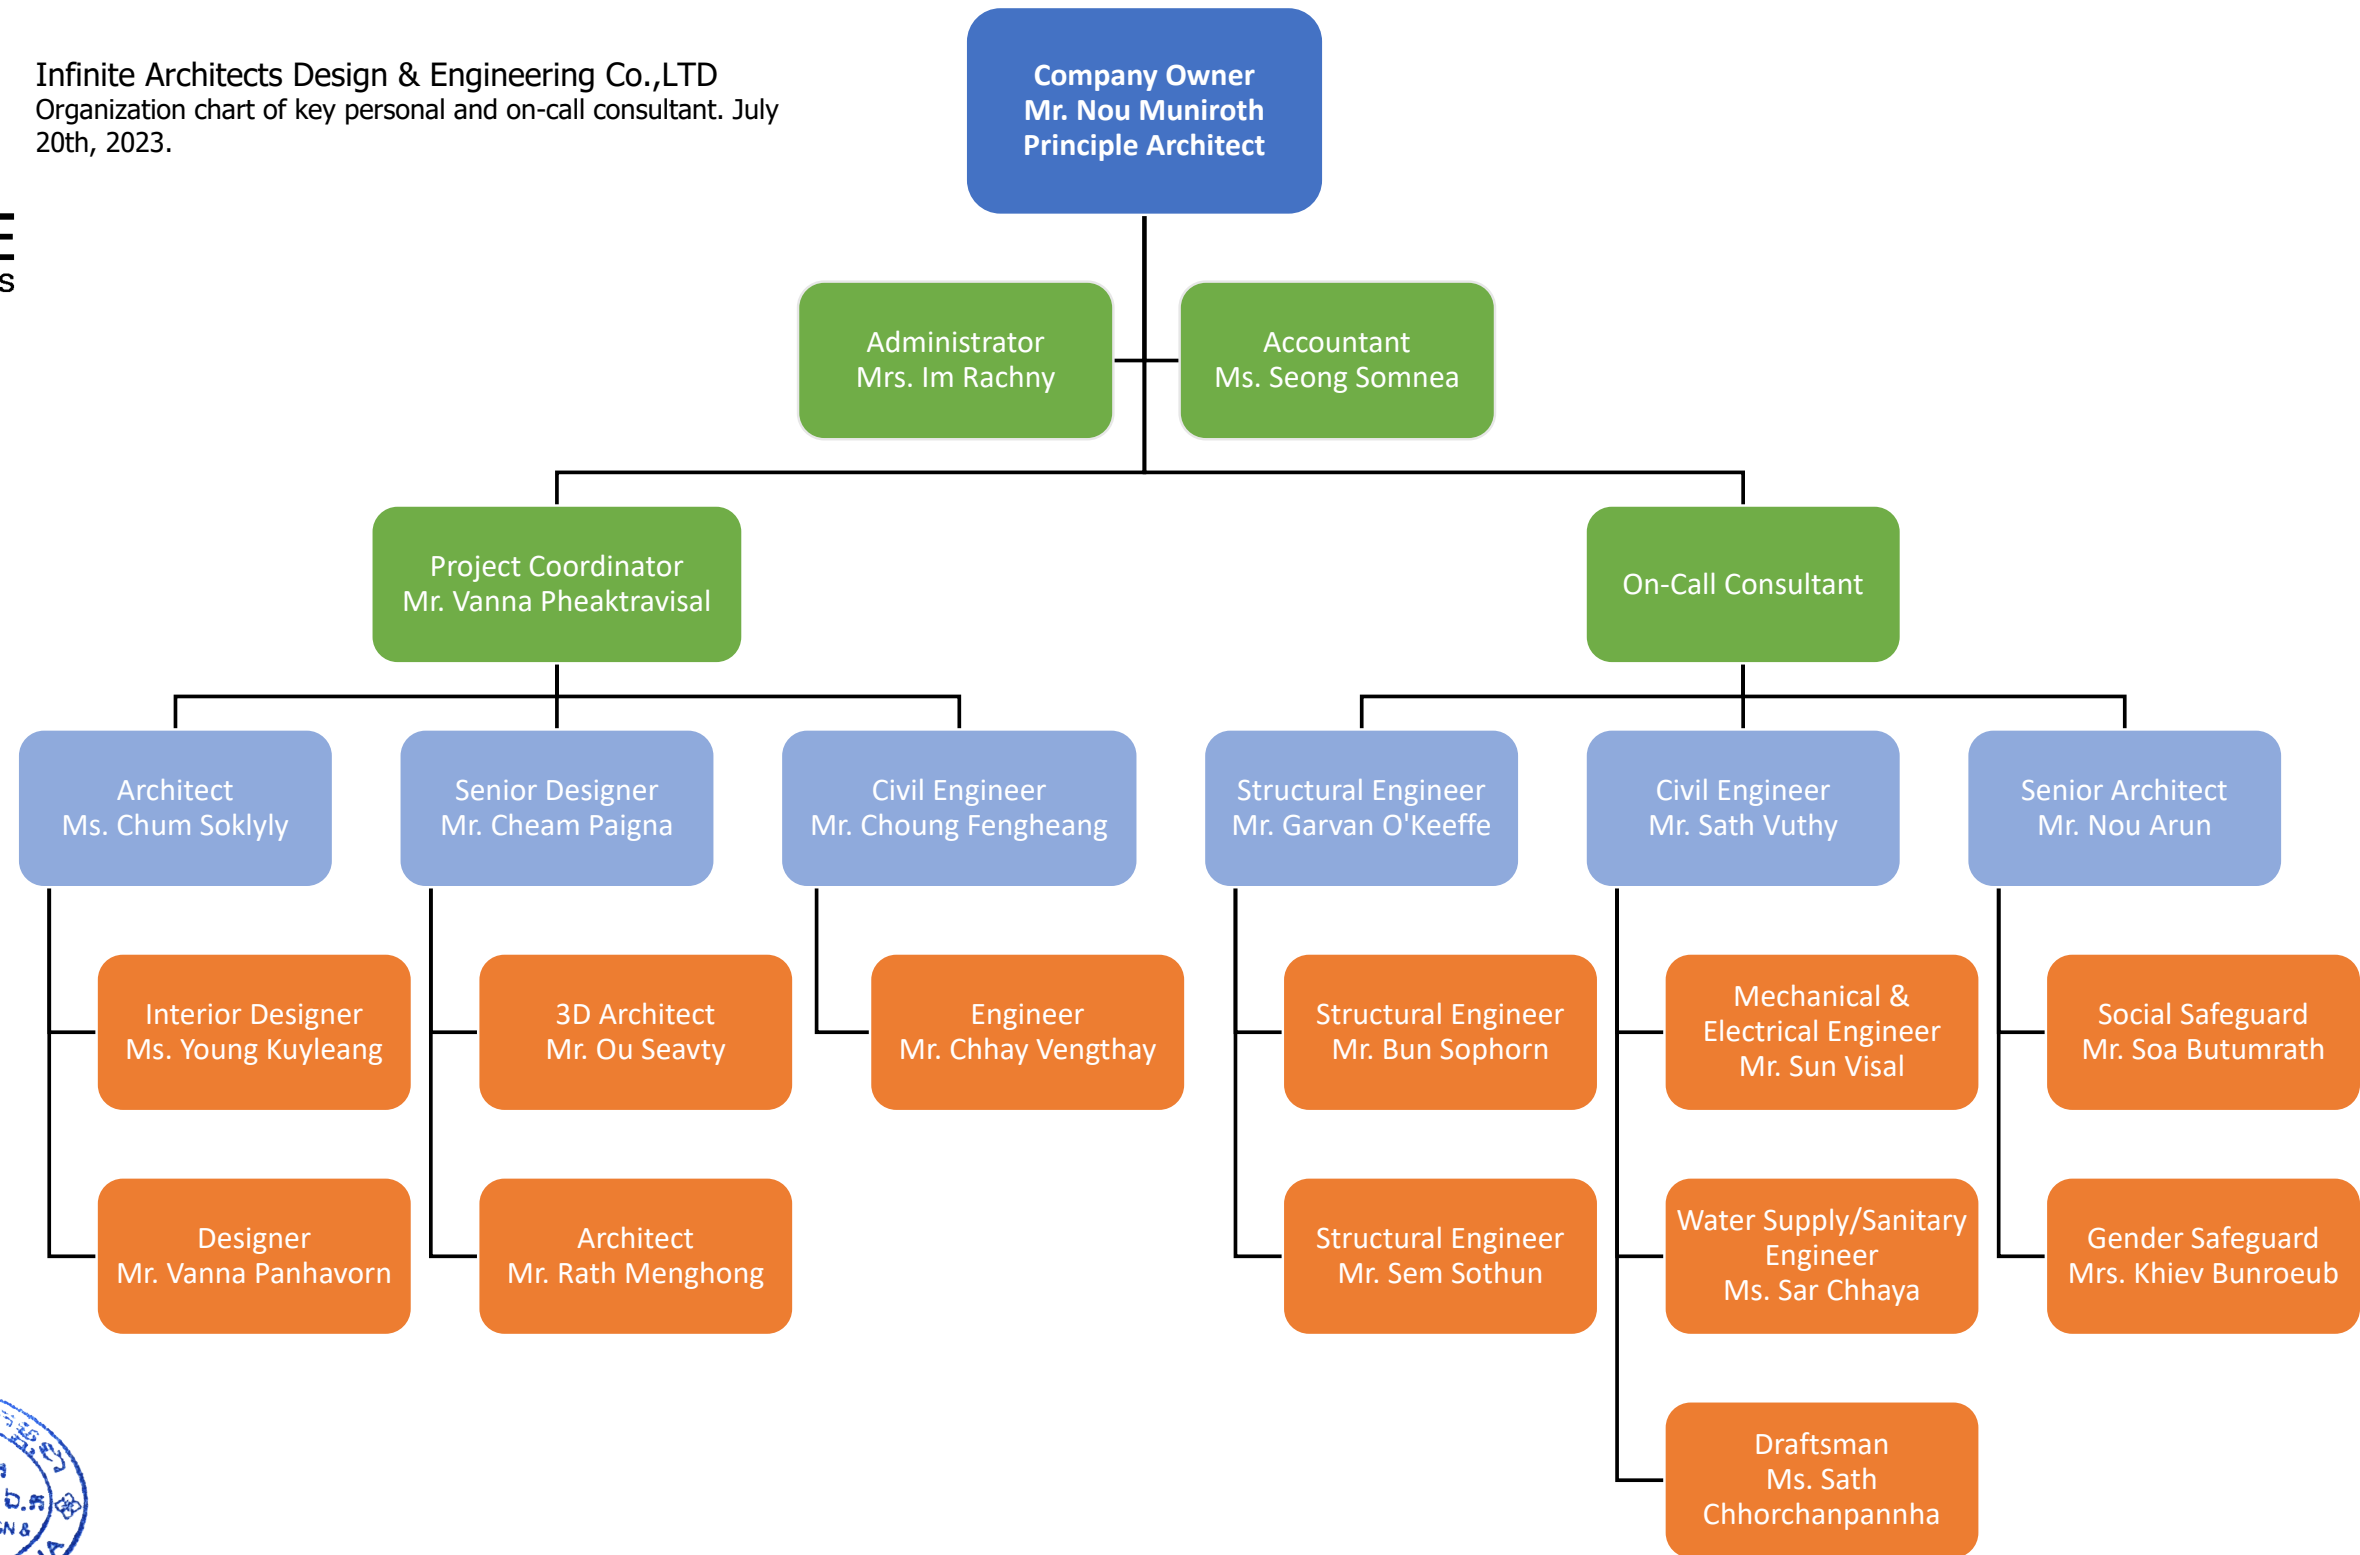 Infinite Architects Design & Engineering Co.,LTD
Organization chart of key personal and on-call consultant. July
20th, 2023.
Company Owner
Mr. Nou Muniroth
Principle Architect
S
Administrator
Mrs. Im Rachny
Accountant
Ms. Seong Somnea
Project Coordinator
Mr. Vanna Pheaktravisal
On-Call Consultant
Architect
Ms. Chum Soklyly
Senior Designer
Mr. Cheam Paigna
Civil Engineer
Mr. Choung Fengheang
Structural Engineer
Mr. Garvan O'Keeffe
Civil Engineer
Mr. Sath Vuthy
Senior Architect
Mr. Nou Arun
Interior Designer
Ms. Young Kuyleang
3D Architect
Mr. Ou Seavty
Engineer
Mr. Chhay Vengthay
Structural Engineer
Mr. Bun Sophorn
Mechanical &
Electrical Engineer
Mr. Sun Visal
Social Safeguard
Mr. Soa Butumrath
Designer
Mr. Vanna Panhavorn
Architect
Mr. Rath Menghong
Structural Engineer
Mr. Sem Sothun
Water Supply/Sanitary
Engineer
Ms. Sar Chhaya
Gender Safeguard
Mrs. Khiev Bunroeub
Draftsman
Ms. Sath
Chhorchanpannha